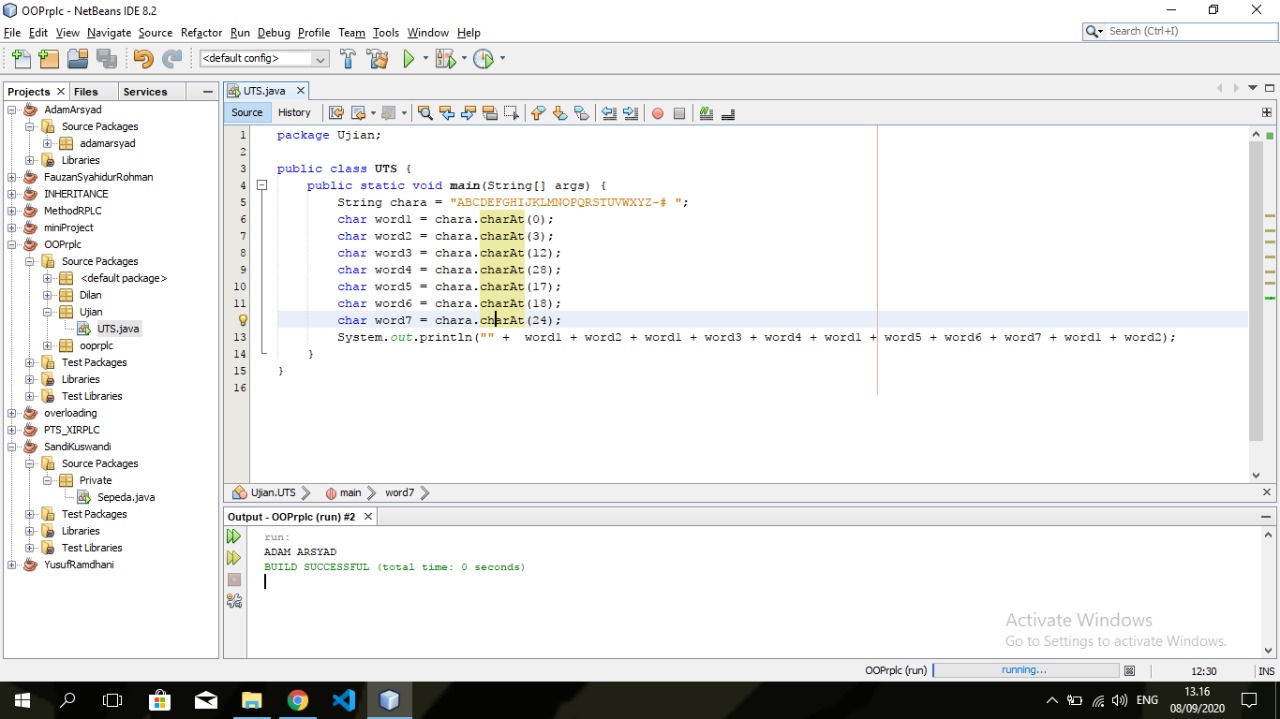 OOPrplc - NetBeans IDE 8.2
File Edit View Navigate Source Refactor Run Debug Profile Team Tools Window Help
Search (Ctrl+I)
<default config>
Projects Files Services
AdamArsyad
Source Packages
adamarsyad
Libraries
FauzanSyahidurRohman
INHERITANCE
MethodRPLC
miniProject
OOPrplc
Source Packages
<default package>
Dilan
Ujian
UTS.java
ooprplc
Test Packages
Libraries
Test Libraries
overloading
PTS_XIRPLC
SandiKuswandi
Source Packages
Private
Sepeda.java
Test Packages
Libraries
Test Libraries
YusufRamdhani
UTS.java
Source History
1 package Ujian;
2
3 public class UTS {
4 public static void main(String[] args) {
5 String chara = "ABCDEFGHIJKLMNOPQRSTUVWXYZ-# ";
6 char word1 = chara.charAt(0);
7 char word2 = chara.charAt(3);
8 char word3 = chara.charAt(12);
9 char word4 = chara.charAt(28);
10 char word5 = chara.charAt(17);
11 char word6 = chara.charAt(18);
12 char word7 = chara.charAt(24);
13 System.out.println("" + word1 + word2 + word1 + word3 + word4 + word1 + word5 + word6 + word7 + word1 + word2);
14 }
15 }
16
Ujian.UTS main word7
Output - OOPrplc (run) #2
run:
ADAM ARSYAD
BUILD SUCCESSFUL (total time: 0 seconds)
Activate Windows
Go to Settings to activate Windows.
OOPrplc (run) running... 12:30 INS
ENG
13.16
08/09/2020